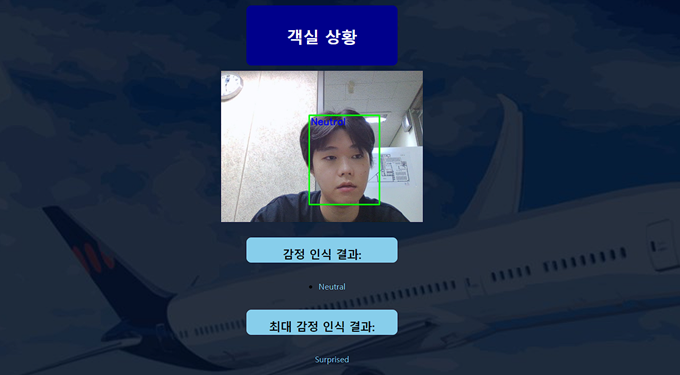 객실 상황
Neutral
감정 인식 결과:
Neutral
최대 감정 인식 결과:
Surprised